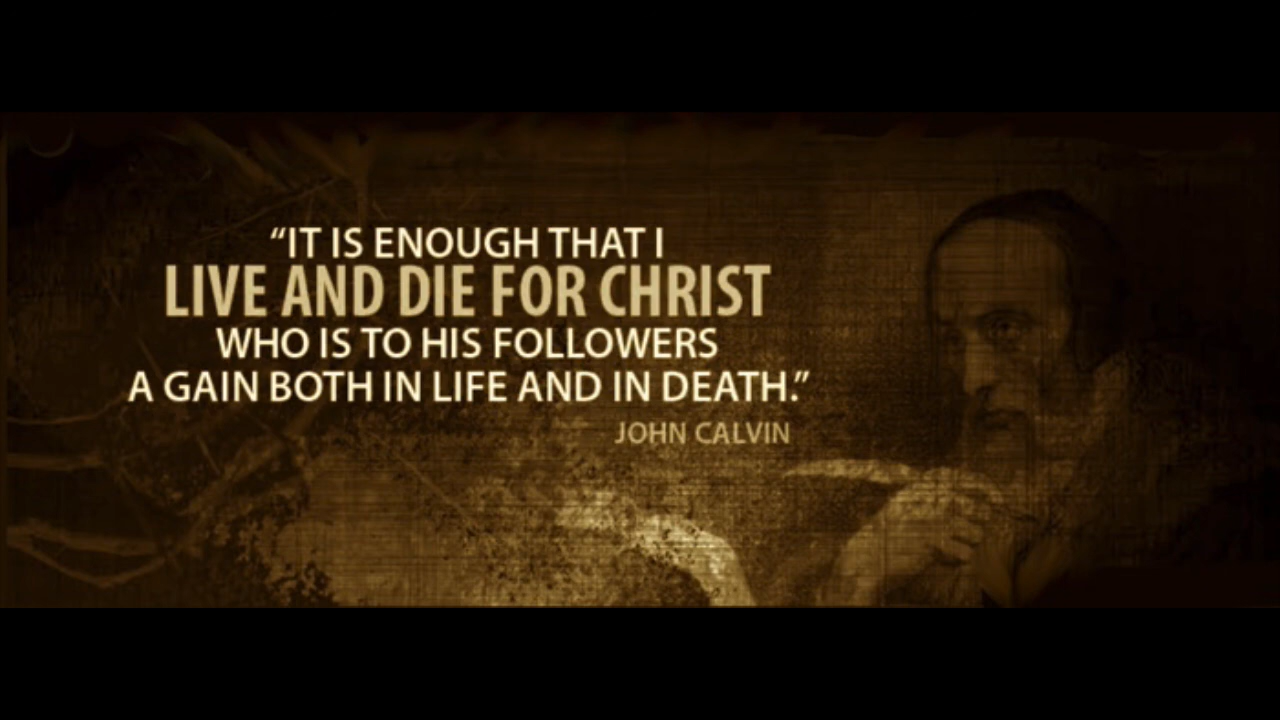 “IT IS ENOUGH THAT I
LIVE AND DIE FOR CHRIST
WHO IS TO HIS FOLLOWERS
A GAIN BOTH IN LIFE AND IN DEATH.”
JOHN CALVIN